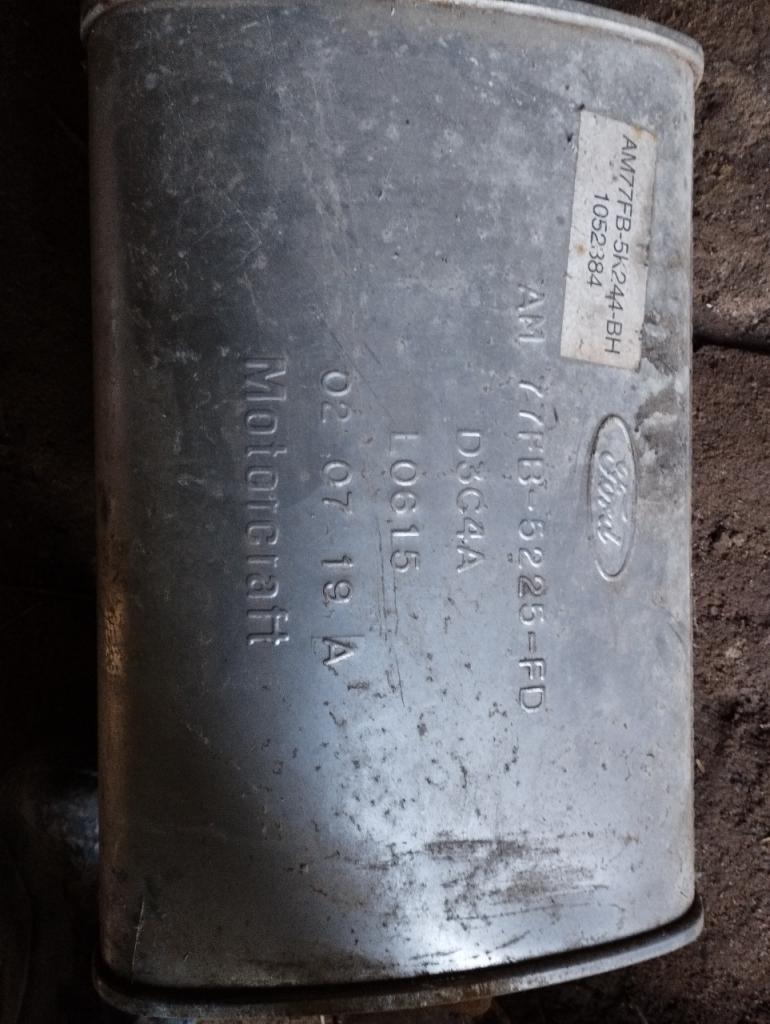 AM77FB-5K244-BH
1052384
Ford
AM 77FB-5225-FD
D3C4A
L0615
02 07 19 A
Motorcraft